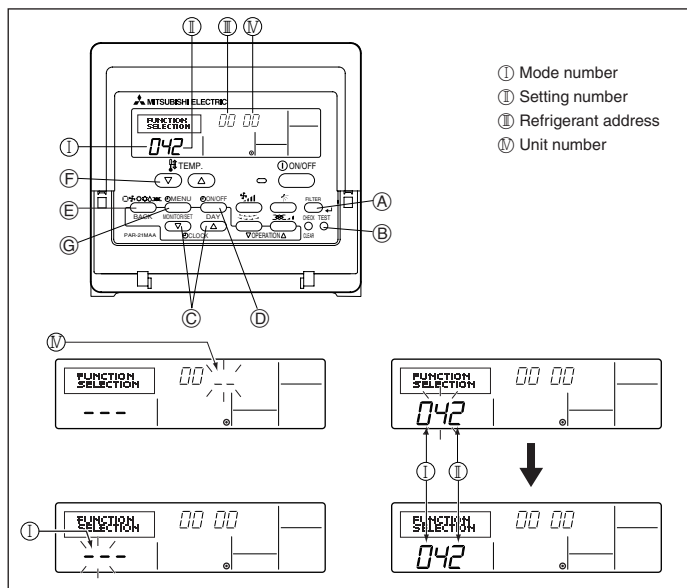 Ⅱ Ⅲ Ⅳ
MITSUBISHI ELECTRIC
FUNCTION
SELECTION
00 00
Ⅰ
042
F
TEMP.
ON/OFF
E
MENU
ON/OFF
FILTER
A
BACK
MONITOR/SET
DAY
CHECK TEST
B
G
PAR-21MAA
CLOCK
OPERATION
CLEAR
C D
Ⅰ Mode number
Ⅱ Setting number
Ⅲ Refrigerant address
Ⅳ Unit number
Ⅳ
FUNCTION
SELECTION
00 --
---
FUNCTION
SELECTION
00 00
042
Ⅰ Ⅱ
Ⅰ
FUNCTION
SELECTION
00 00
---
FUNCTION
SELECTION
00 00
042